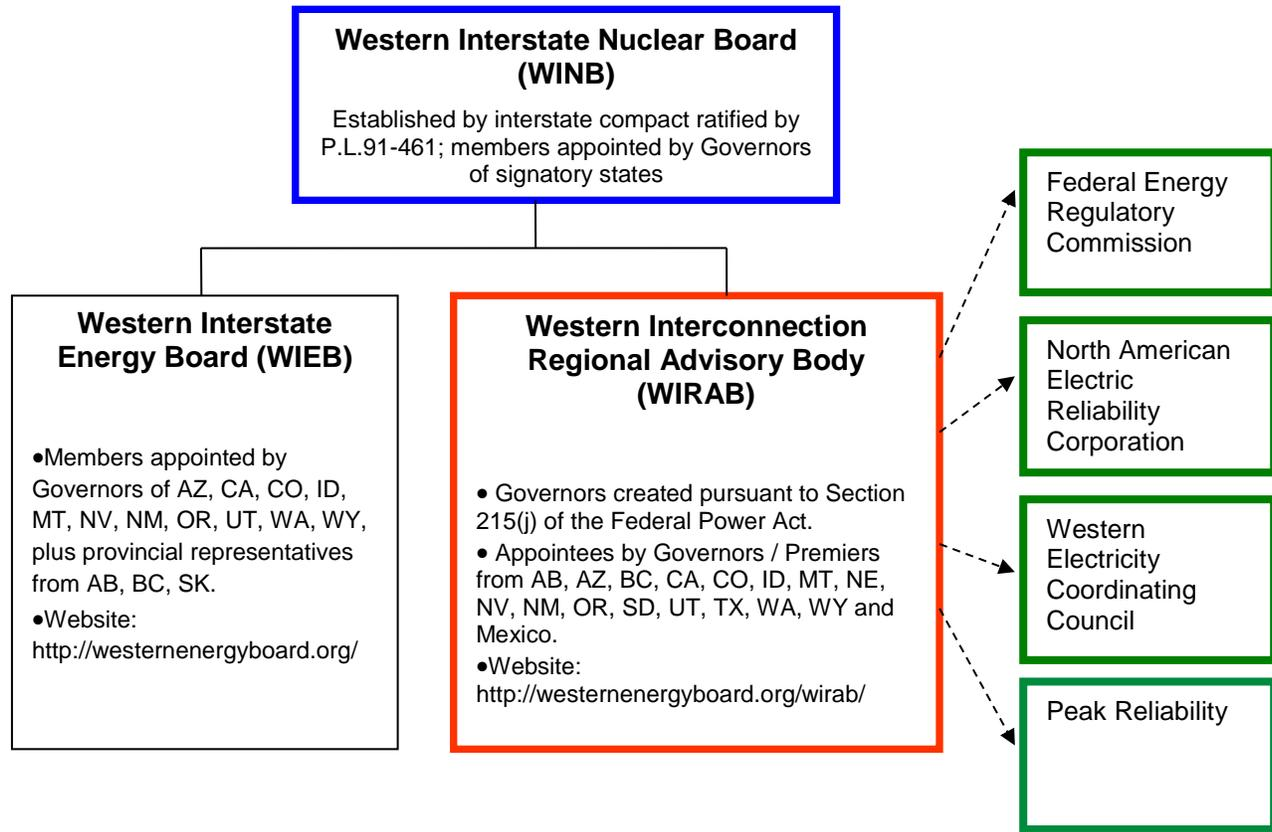 Western Interstate Nuclear Board
(WINB)
Established by interstate compact ratified by
P.L.91-461; members appointed by Governors
of signatory states
Western Interstate
Energy Board (WIEB)
•Members appointed by
Governors of AZ, CA, CO, ID,
MT, NV, NM, OR, UT, WA, WY,
plus provincial representatives
from AB, BC, SK.
•Website:
http://westernenergyboard.org/
Western Interconnection
Regional Advisory Body
(WIRAB)
• Governors created pursuant to Section
215(j) of the Federal Power Act.
• Appointees by Governors / Premiers
from AB, AZ, BC, CA, CO, ID, MT, NE,
NV, NM, OR, SD, UT, TX, WA, WY and
Mexico.
•Website:
http://westernenergyboard.org/wirab/
Federal Energy
Regulatory
Commission
North American
Electric
Reliability
Corporation
Western
Electricity
Coordinating
Council
Peak Reliability